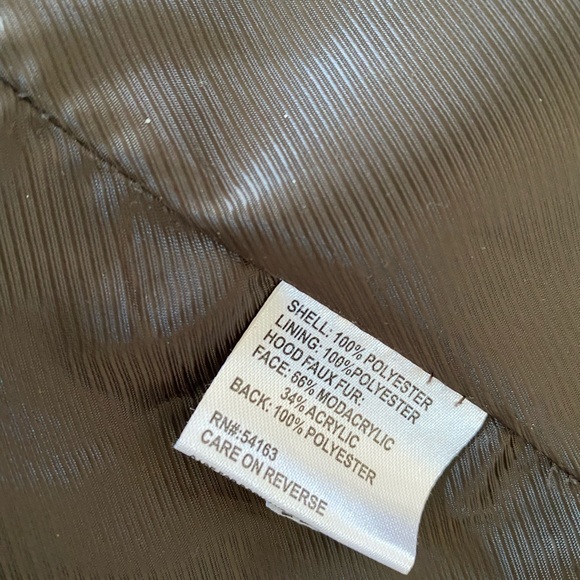 SHELL: 100% POLYESTER
LINING: 100%POLYESTER
HOOD FAUX FUR:
FACE: 66% MODACRYLIC
34% ACRYLIC
BACK: 100% POLYESTER
RN#:54163
CARE ON REVERSE